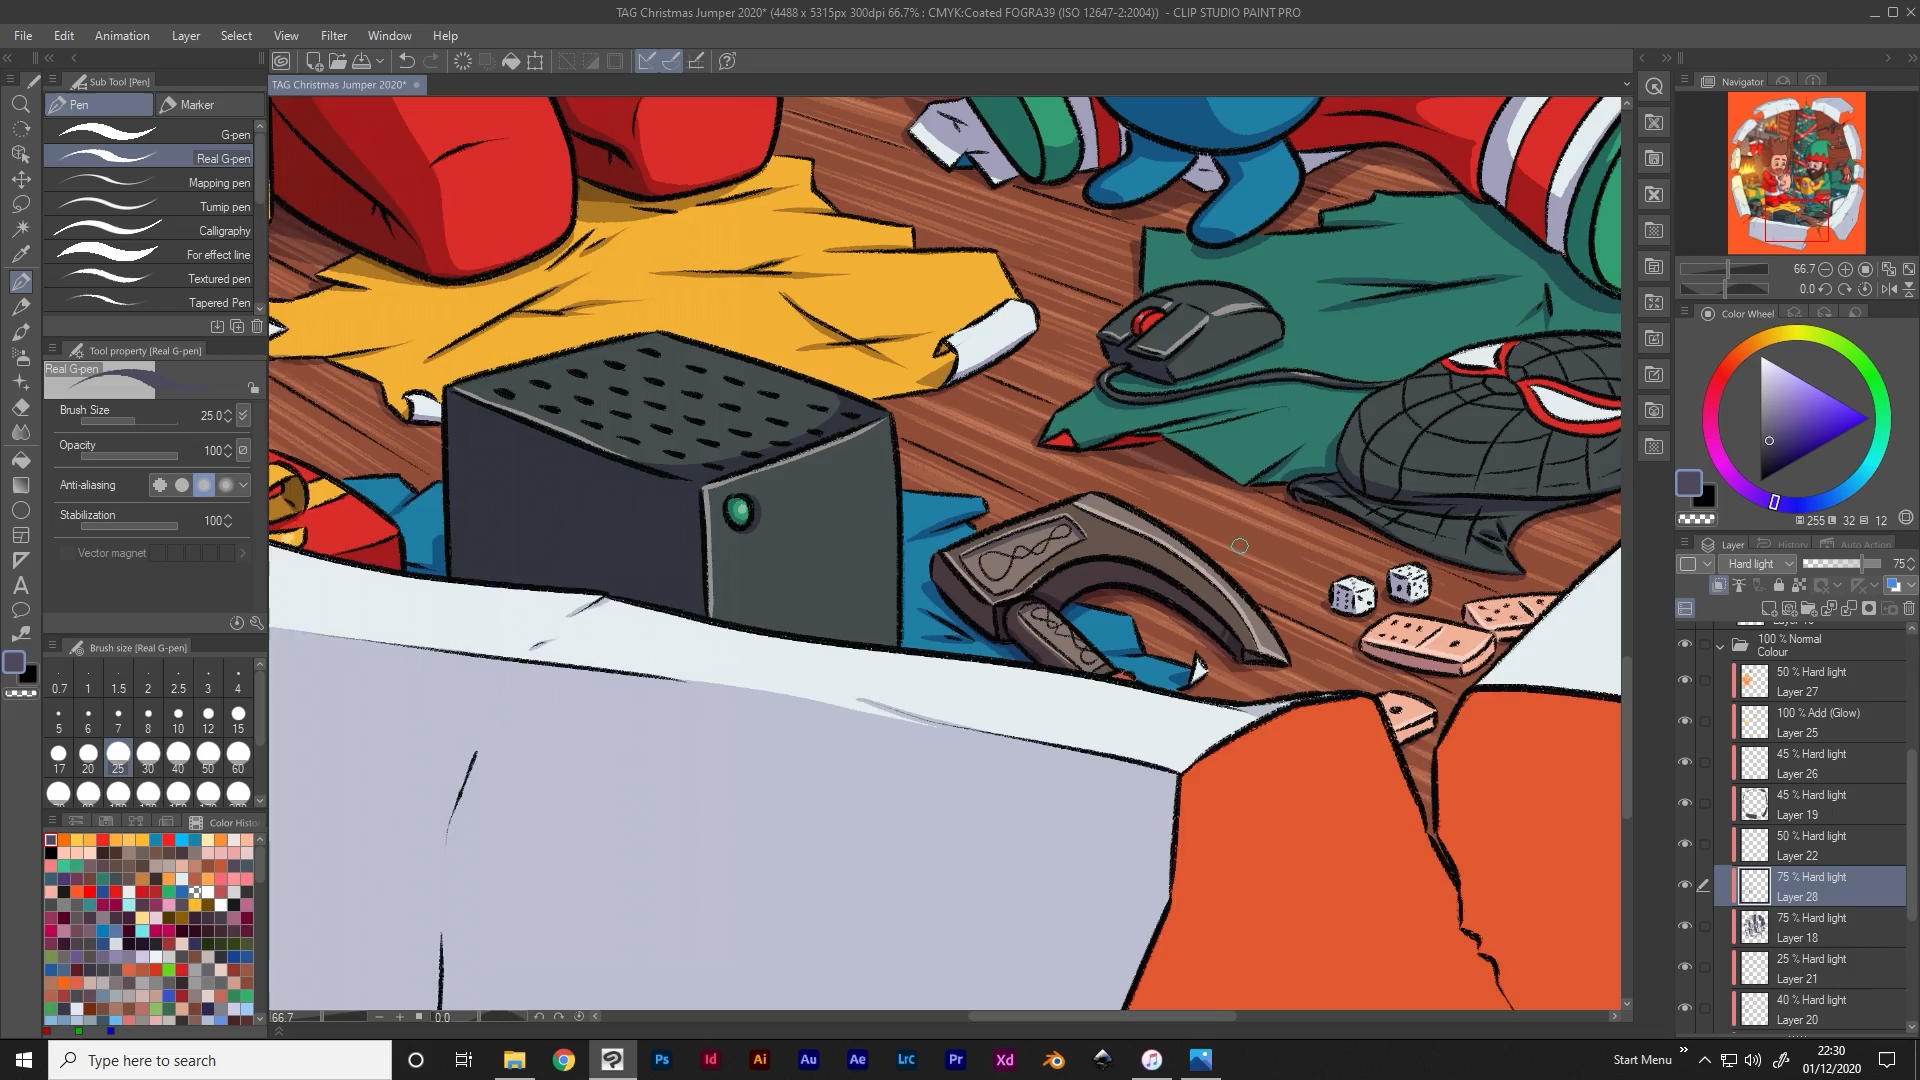 TAG Christmas Jumper 2020* (4488 x 5315px 300dpi 66.7% : CMYK:Coated FOGRA39 (ISO 12647-2:2004)) - CLIP STUDIO PAINT PRO
File Edit Animation Layer Select View Filter Window Help
Sub Tool [Pen]
TAG Christmas Jumper 2020*
Navigator
Pen Marker
G-pen
Real G-pen
Mapping pen
Turnip pen
Calligraphy
For effect line
Textured pen
Tapered Pen
66.7
0.0
Color Wheel
Tool property [Real G-pen]
Real G-pen
Brush Size 25.0
Opacity 100
Anti-aliasing
Stabilization 100
Vector magnet
255 32 12
Layer History Auto Action
Hard light 75
100 % Normal
Colour
50 % Hard light
Layer 27
100 % Add (Glow)
Layer 25
45 % Hard light
Layer 26
45 % Hard light
Layer 19
50 % Hard light
Layer 22
75 % Hard light
Layer 28
75 % Hard light
Layer 18
25 % Hard light
Layer 21
40 % Hard light
Layer 20
Brush size [Real G-pen]
0.7 1 1.5 2 2.5 3 4
5 6 7 8 10 12 15
17 20 25 30 40 50 60
Color Histo
66.7 0.0
Type here to search
Ps Id Ai Au Ae Lrc Pr Xd
Start Menu
22:30
01/12/2020